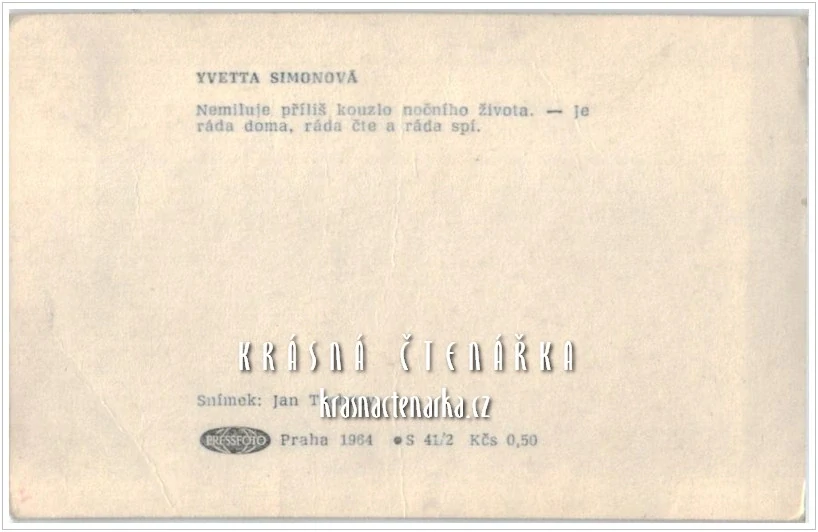 YVETTA SIMONOVÁ
Nemiluje příliš kouzlo nočního života. — je
ráda doma, ráda čte a ráda spí.
KRÁSNÁ ČTENÁŘKA
Snímek: Jan
krasnactenarka.cz
PRESSFOTO Praha 1964 • S 41/2 Kčs 0,50